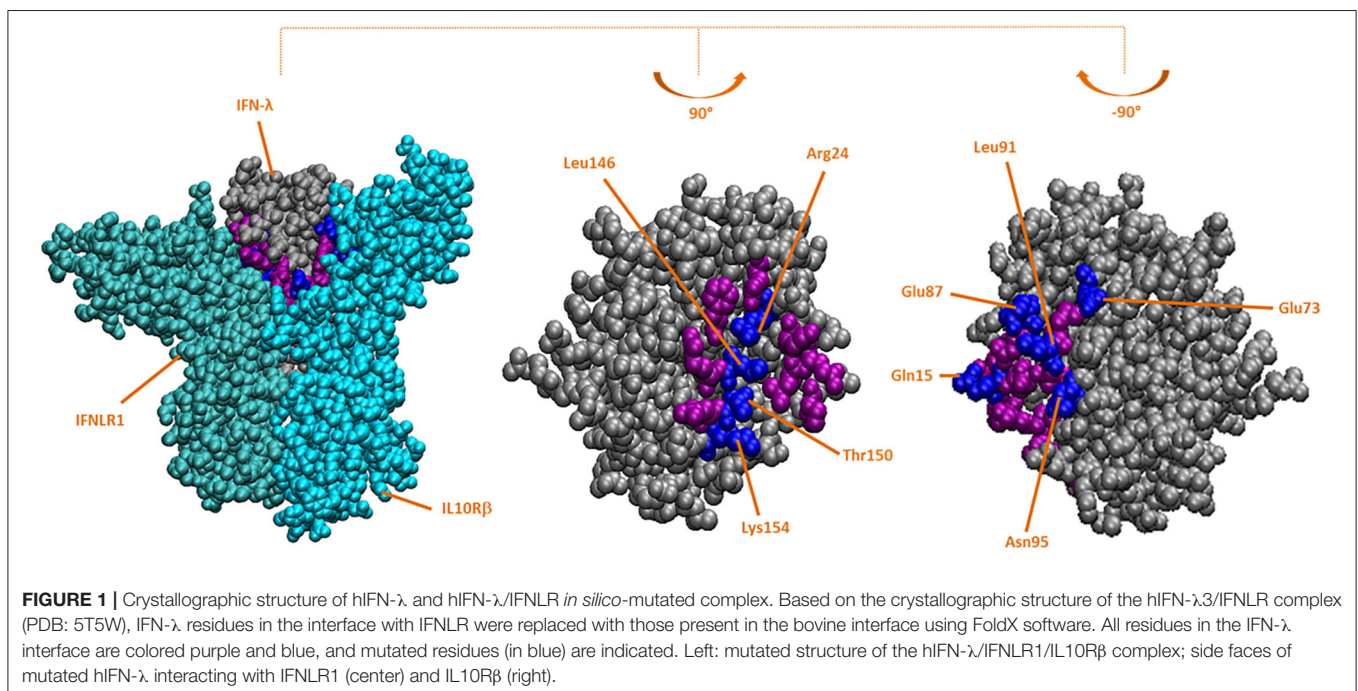 IFN-λ
90°
-90°
Leu146
Arg24
Leu91
Glu87
Glu73
Gln15
IFNLR1
Thr150
IL10Rβ
Lys154
Asn95
FIGURE 1 | Crystallographic structure of hIFN-λ and hIFN-λ/IFNLR in silico-mutated complex. Based on the crystallographic structure of the hIFN-λ3/IFNLR complex
(PDB: 5T5W), IFN-λ residues in the interface with IFNLR were replaced with those present in the bovine interface using FoldX software. All residues in the IFN-λ
interface are colored purple and blue, and mutated residues (in blue) are indicated. Left: mutated structure of the hIFN-λ/IFNLR1/IL10Rβ complex; side faces of
mutated hIFN-λ interacting with IFNLR1 (center) and IL10Rβ (right).